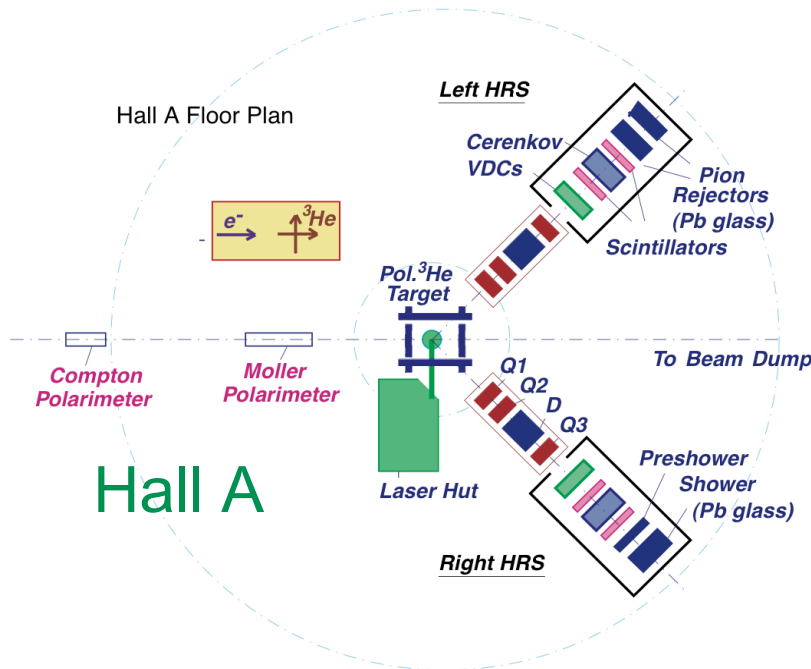 Left HRS
Hall A Floor Plan
Cerenkov
VDCs
Pion
Rejectors
(Pb glass)
Scintillators
e-
³He
Pol.³He
Target
To Beam Dump
Compton
Polarimeter
Moller
Polarimeter
Q1
Q2
D
Q3
Laser Hut
Hall A
Preshower
Shower
(Pb glass)
Right HRS